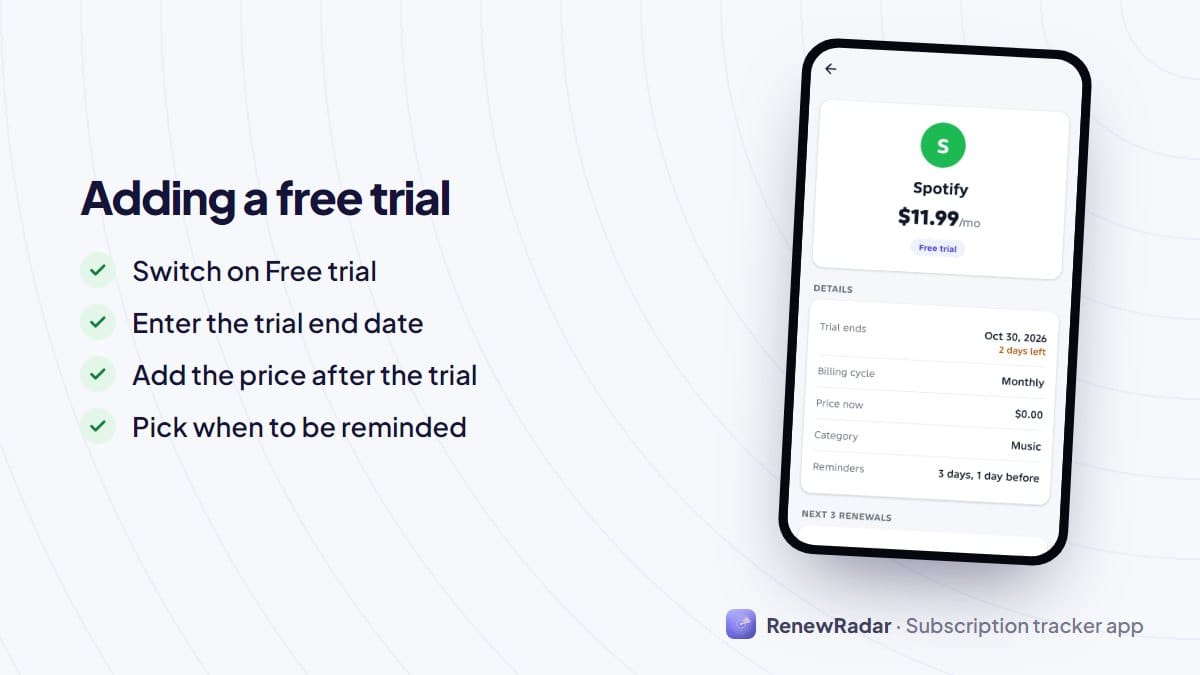 Adding a free trial
Switch on Free trial
Enter the trial end date
Add the price after the trial
Pick when to be reminded
S
Spotify
$11.99/mo
Free trial
DETAILS
Trial ends Oct 30, 2026
2 days left
Billing cycle Monthly
Price now $0.00
Category Music
Reminders 3 days, 1 day before
NEXT 3 RENEWALS
RenewRadar · Subscription tracker app